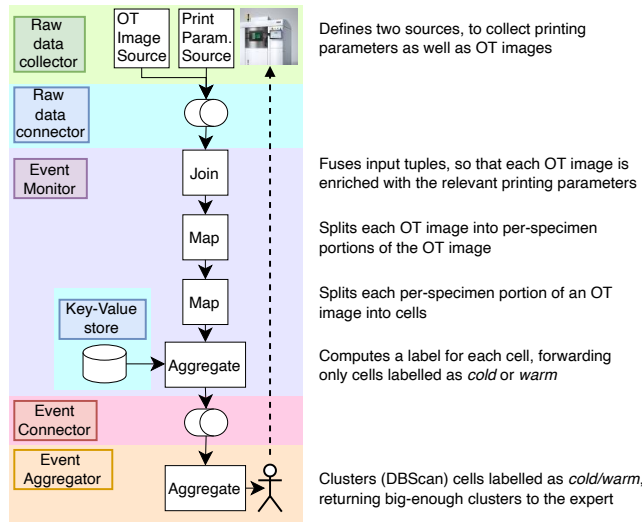 Raw
data
collector
OT
Image
Source
Print
Param.
Source
Defines two sources, to collect printing
parameters as well as OT images
Raw
data
connector
Event
Monitor
Join
Fuses input tuples, so that each OT image is
enriched with the relevant printing parameters
Map
Splits each OT image into per-specimen
portions of the OT image
Map
Splits each per-specimen portion of an OT
image into cells
Key-Value
store
Aggregate
Computes a label for each cell, forwarding
only cells labelled as cold or warm
Event
Connector
Event
Aggregator
Aggregate
Clusters (DBScan) cells labelled as cold/warm,
returning big-enough clusters to the expert